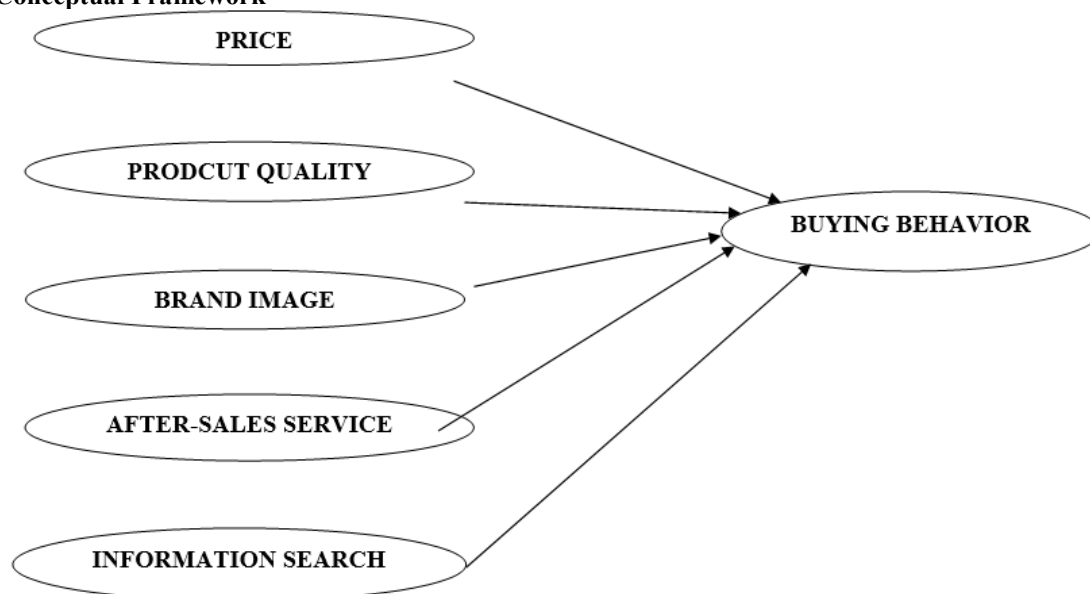 Conceptual Framework
PRICE
PRODCUT QUALITY
BUYING BEHAVIOR
BRAND IMAGE
AFTER-SALES SERVICE
INFORMATION SEARCH